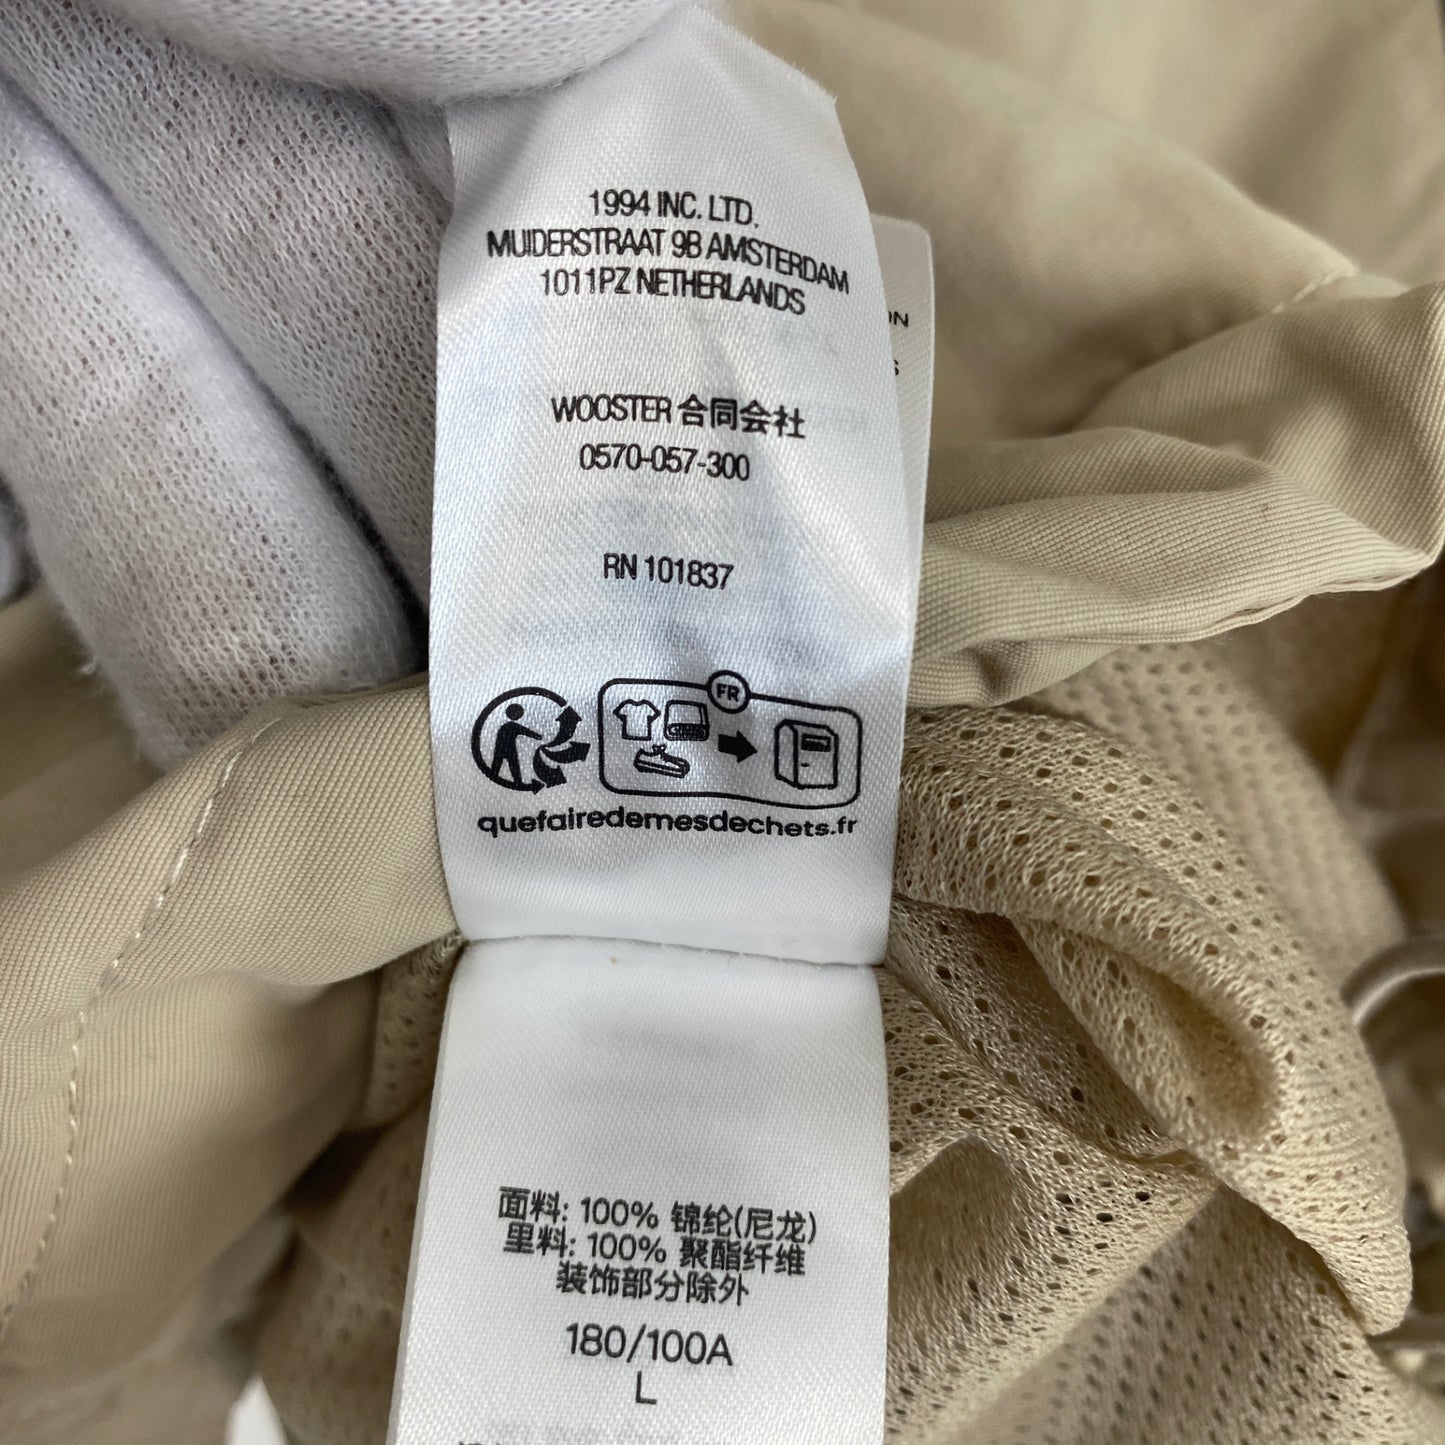 1994 INC. LTD.
MUIDERSTRAAT 9B AMSTERDAM
1011PZ NETHERLANDS
WOOSTER 合同会社
0570-057-300
RN 101837
FR
quefairedemesdechets.fr
面料: 100% 锦纶(尼龙)
里料: 100% 聚酯纤维
装饰部分除外
180/100A
L